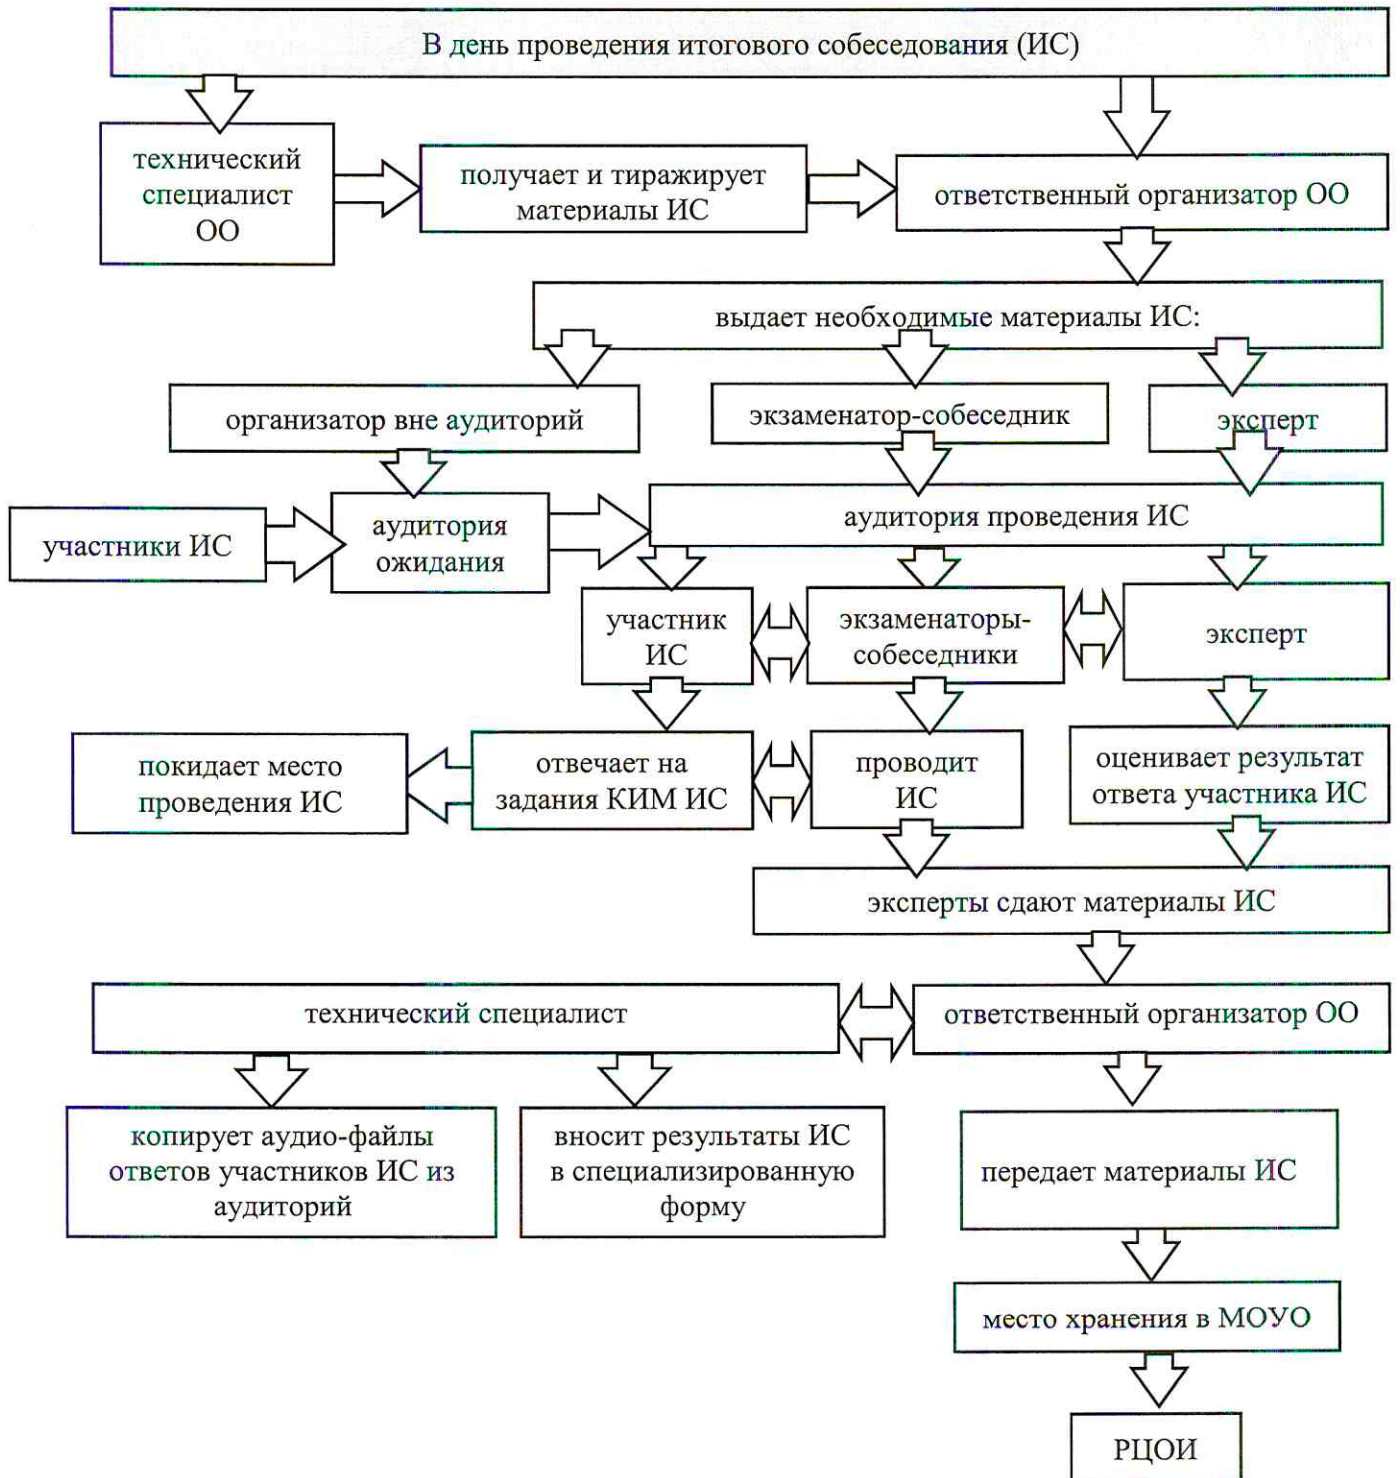 В день проведения итогового собеседования (ИС)
технический
специалист
ОО
получает и тиражирует
материалы ИС
ответственный организатор ОО
выдает необходимые материалы ИС:
организатор вне аудиторий
экзаменатор-собеседник
эксперт
участники ИС
аудитория
ожидания
аудитория проведения ИС
участник
ИС
экзаменаторы-
собеседники
эксперт
покидает место
проведения ИС
отвечает на
задания КИМ ИС
проводит
ИС
оценивает результат
ответа участника ИС
эксперты сдают материалы ИС
технический специалист
ответственный организатор ОО
копирует аудио-файлы
ответов участников ИС из
аудиторий
вносит результаты ИС
в специализированную
форму
передает материалы ИС
место хранения в МОУО
РЦОИ